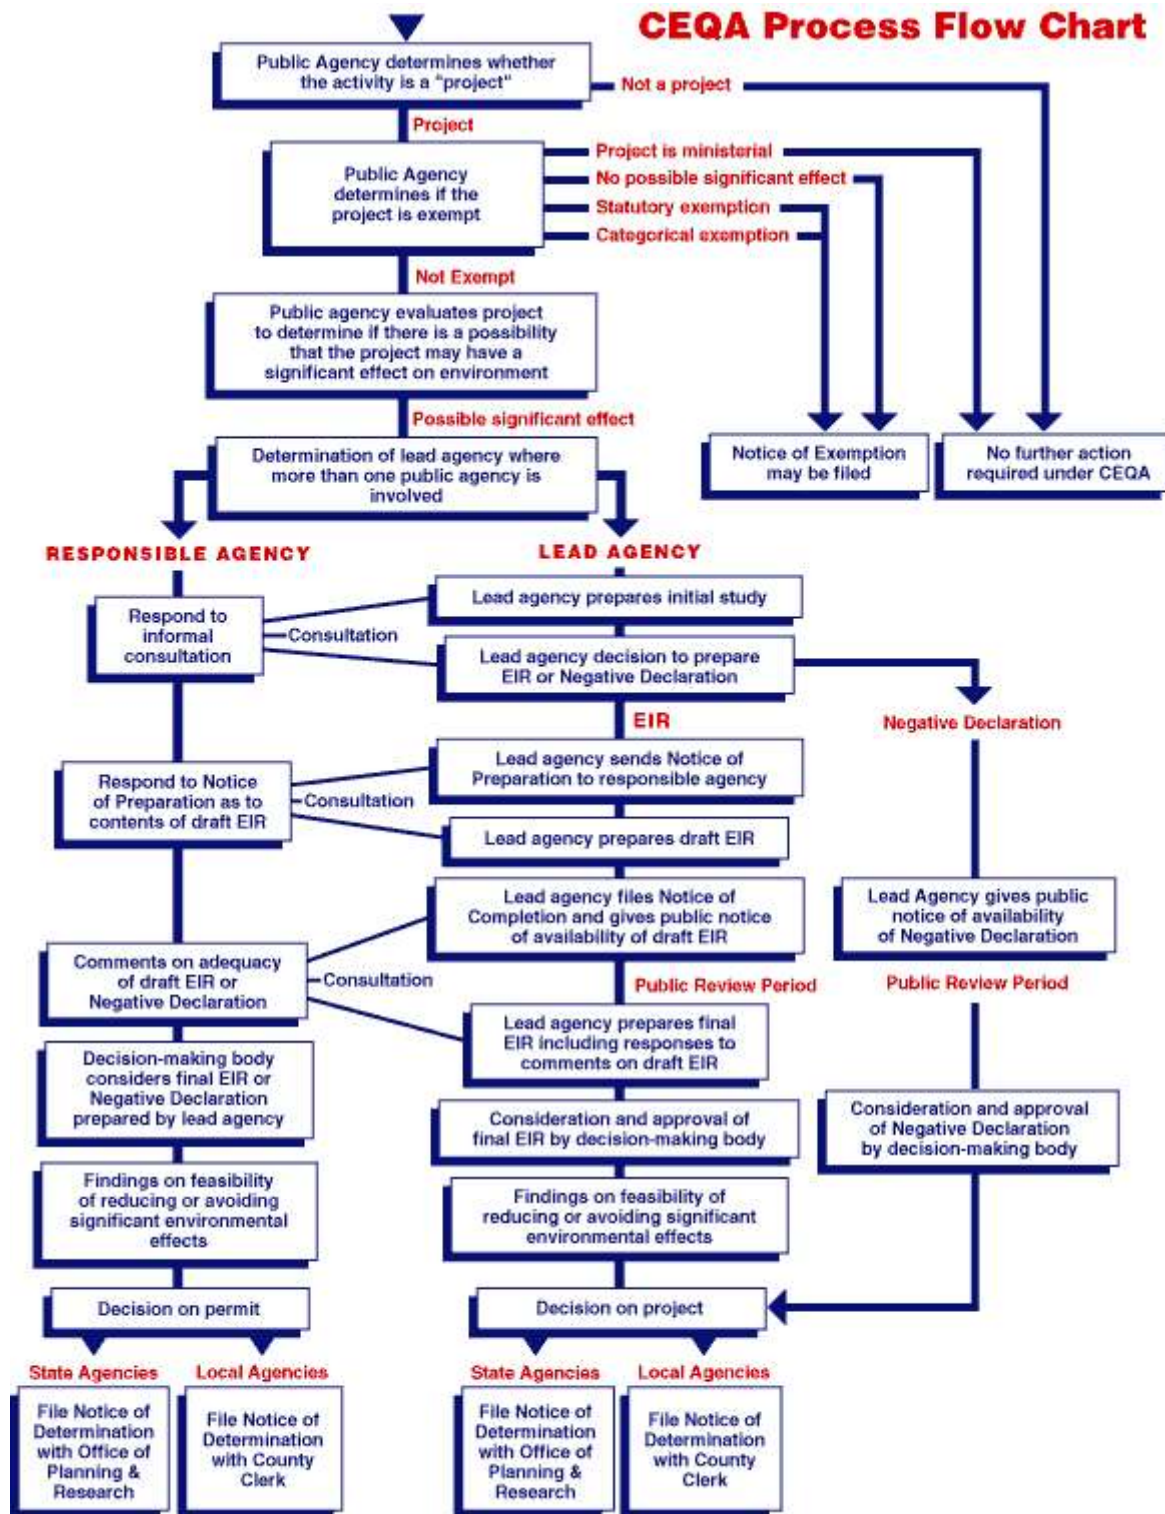 CEQA Process Flow Chart
Public Agency determines whether
the activity is a "project"
Not a project
Project
Public Agency
determines if the
project is exempt
Project is ministerial
No possible significant effect
Statutory exemption
Categorical exemption
Not Exempt
Public agency evaluates project
to determine if there is a possibility
that the project may have a
significant effect on environment
Possible significant effect
Determination of lead agency where
more than one public agency is
involved
Notice of Exemption
may be filed
No further action
required under CEQA
RESPONSIBLE AGENCY
LEAD AGENCY
Respond to
informal
consultation
Consultation
Lead agency prepares initial study
Lead agency decision to prepare
EIR or Negative Declaration
EIR
Negative Declaration
Respond to Notice
of Preparation as to
contents of draft EIR
Consultation
Lead agency sends Notice of
Preparation to responsible agency
Lead agency prepares draft EIR
Lead agency files Notice of
Completion and gives public notice
of availability of draft EIR
Lead Agency gives public
notice of availability
of Negative Declaration
Comments on adequacy
of draft EIR or
Negative Declaration
Consultation
Public Review Period
Public Review Period
Lead agency prepares final
EIR including responses to
comments on draft EIR
Decision-making body
considers final EIR or
Negative Declaration
prepared by lead agency
Consideration and approval of
final EIR by decision-making body
Consideration and approval
of Negative Declaration
by decision-making body
Findings on feasibility
of reducing or avoiding
significant environmental
effects
Findings on feasibility of
reducing or avoiding significant
environmental effects
Decision on permit
Decision on project
State Agencies
Local Agencies
State Agencies
Local Agencies
File Notice of
Determination
with Office of
Planning &
Research
File Notice of
Determination
with County
Clerk
File Notice of
Determination
with Office of
Planning &
Research
File Notice of
Determination
with County
Clerk